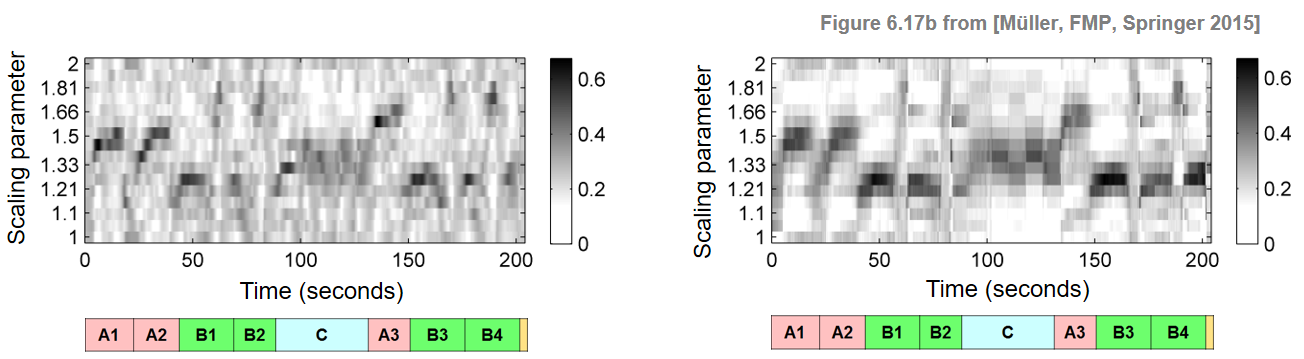 Figure 6.17b from [Müller, FMP, Springer 2015]
Scaling parameter
2
1.81
1.66
1.5
1.33
1.21
1.1
1
0 50 100 150 200
Time (seconds)
0.6
0.4
0.2
0
A1 A2 B1 B2 C A3 B3 B4
Scaling parameter
2
1.81
1.66
1.5
1.33
1.21
1.1
1
0 50 100 150 200
Time (seconds)
0.6
0.4
0.2
0
A1 A2 B1 B2 C A3 B3 B4